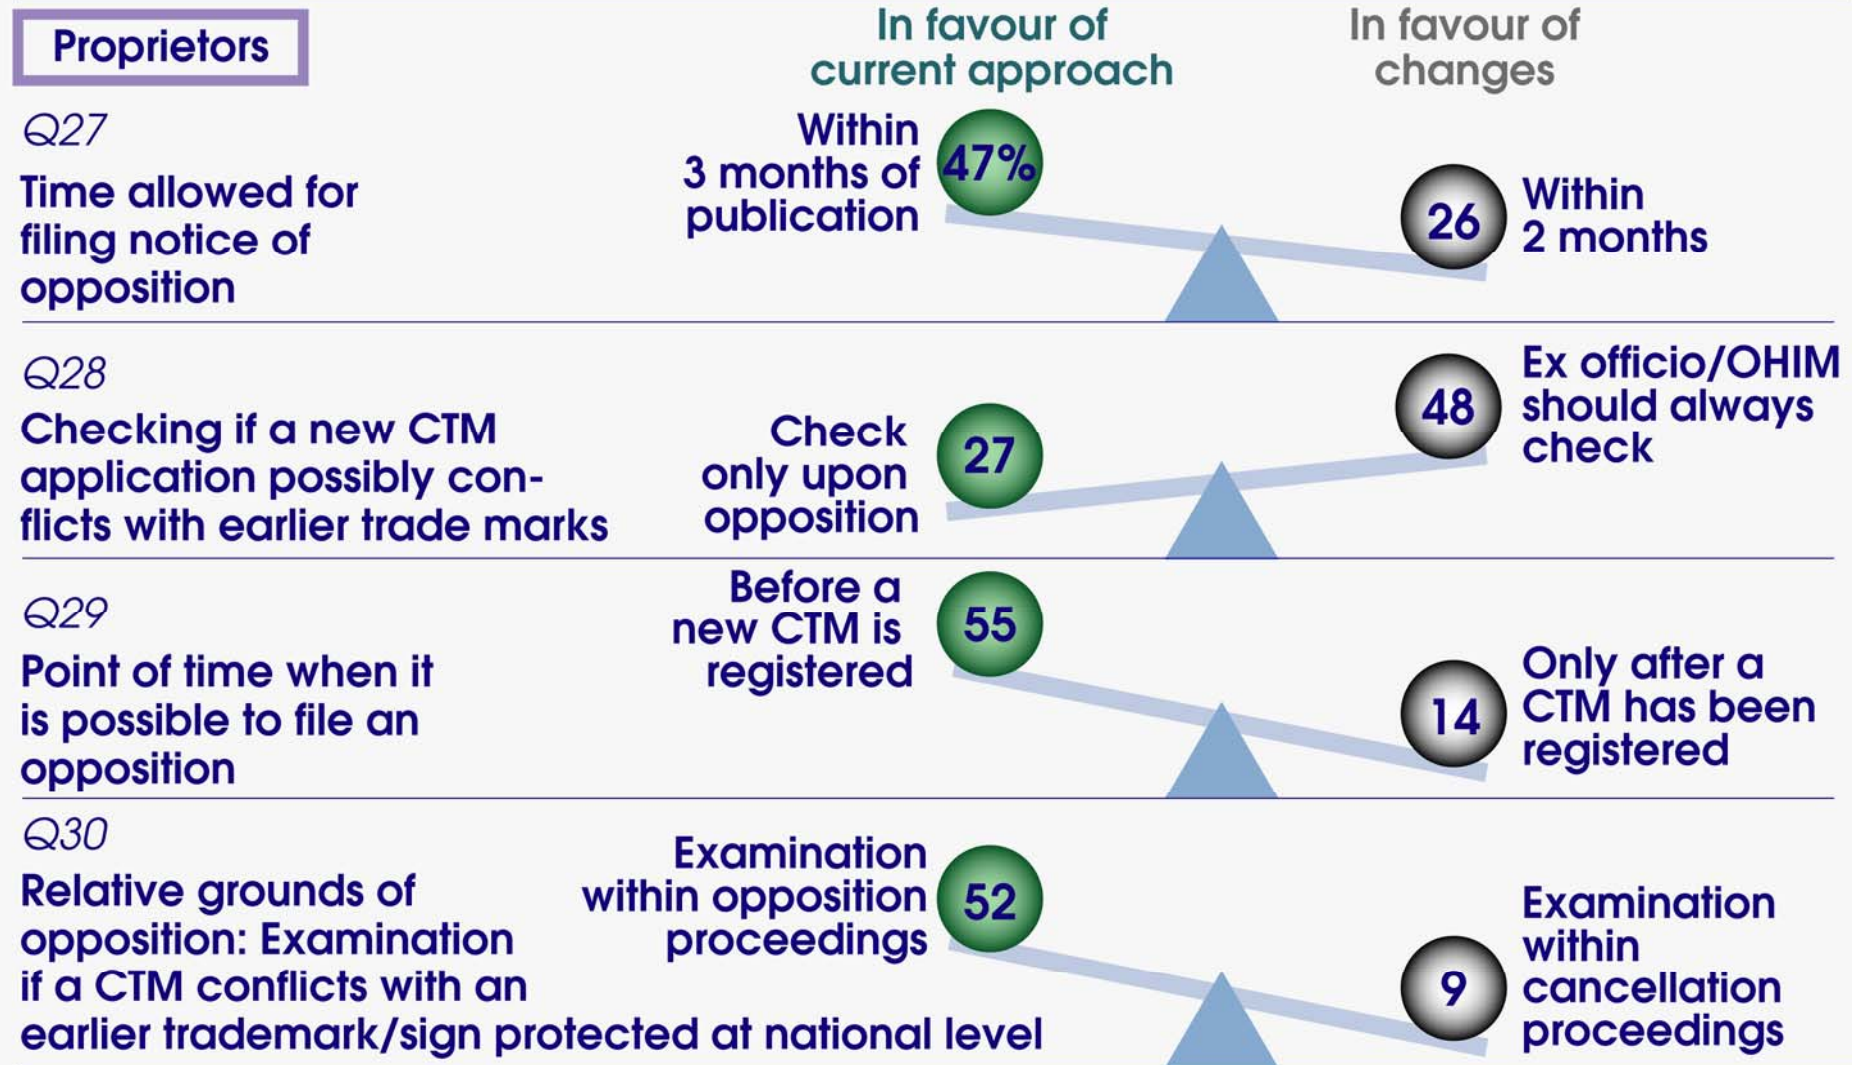 Proprietors
In favour of
current approach
In favour of
changes
Q27
Time allowed for
filing notice of
opposition
Within
3 months of
publication
47%
26
Within
2 months
Q28
Checking if a new CTM
application possibly con-
flicts with earlier trade marks
Check
only upon
opposition
27
48
Ex officio/OHIM
should always
check
Q29
Point of time when it
is possible to file an
opposition
Before a
new CTM is
registered
55
14
Only after a
CTM has been
registered
Q30
Relative grounds of
opposition: Examination
if a CTM conflicts with an
earlier trademark/sign protected at national level
Examination
within opposition
proceedings
52
9
Examination
within
cancellation
proceedings